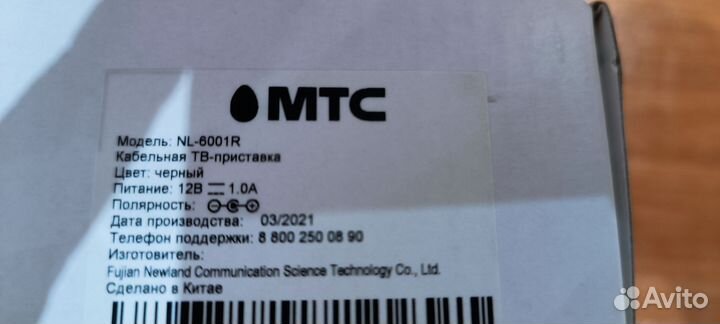 МТС
Модель: NL-6001R
Кабельная ТВ-приставка
Цвет: черный
Питание: 12В 1.0А
Полярность:
Дата производства: 03/2021
Телефон поддержки: 8 800 250 08 90
Изготовитель:
Fujian Newland Communication Science Technology Co., Ltd.
Сделано в Китае
Avito